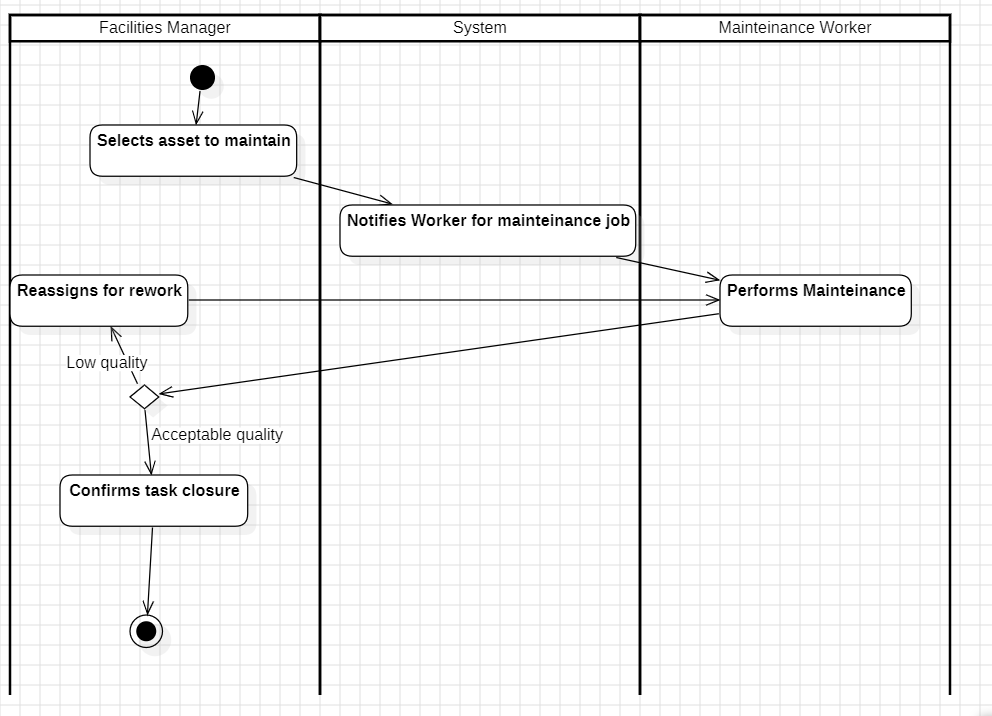 Facilities Manager
System
Mainteinance Worker
Selects asset to maintain
Notifies Worker for mainteinance job
Reassigns for rework
Performs Mainteinance
Low quality
Acceptable quality
Confirms task closure